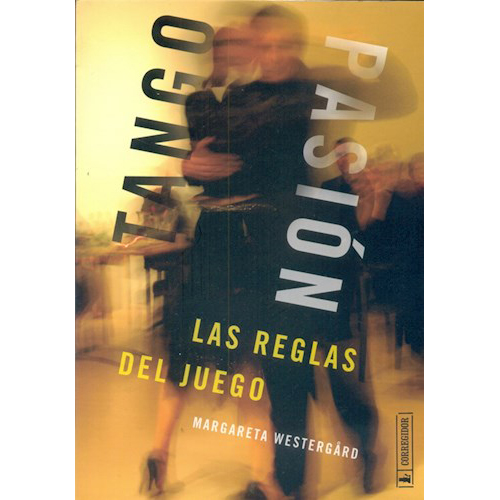 TANGO
PASIÓN
LAS REGLAS
DEL JUEGO
MARGARETA WESTERGÅRD
CORREGIDOR